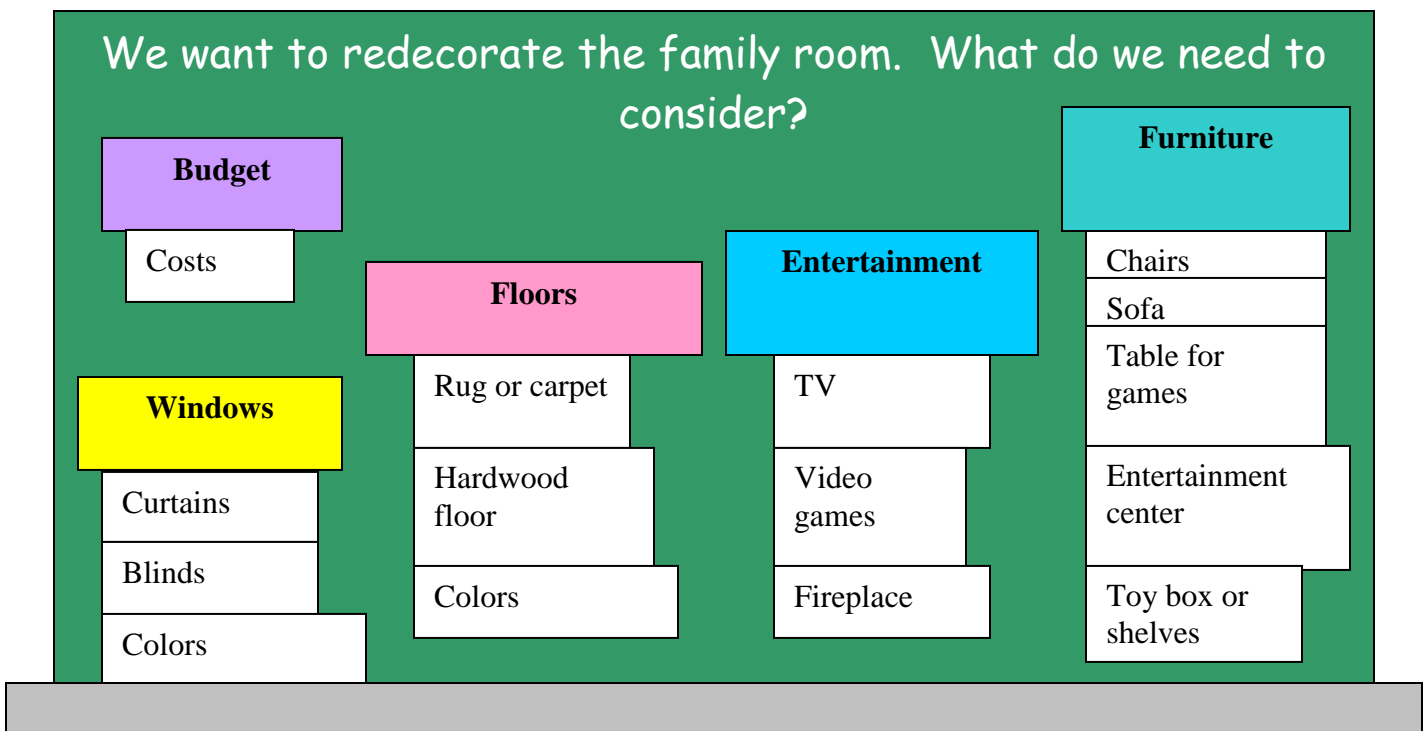 We want to redecorate the family room. What do we need to
consider?
Budget
Costs
Windows
Curtains
Blinds
Colors
Floors
Rug or carpet
Hardwood
floor
Colors
Entertainment
TV
Video
games
Fireplace
Furniture
Chairs
Sofa
Table for
games
Entertainment
center
Toy box or
shelves